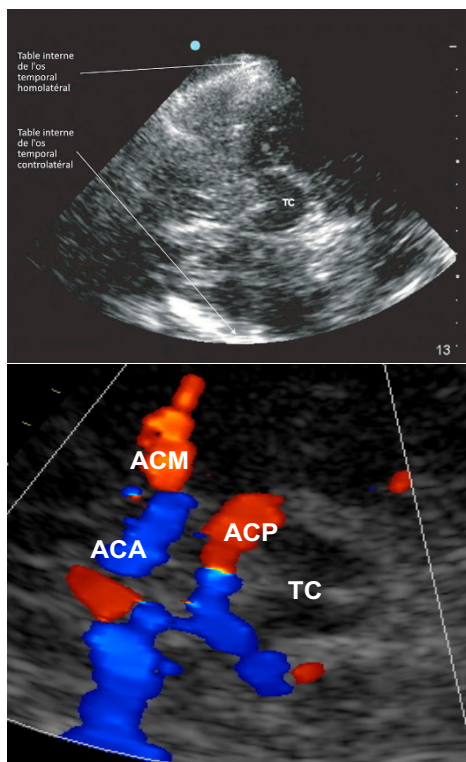 Table interne
de l'os
temporal
homolatéral
Table interne
de l'os
temporal
controlatéral
TC
13
ACM
ACP
ACA
TC